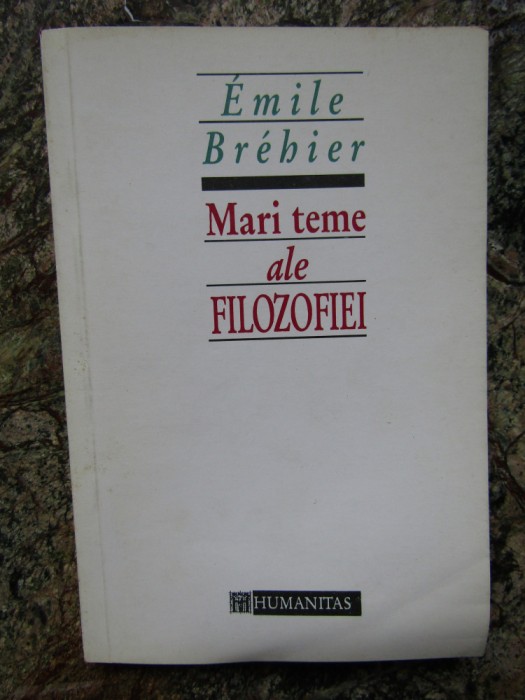 Émile
Bréhier
Mari teme
ale
FILOZOFIEI
HUMANITAS